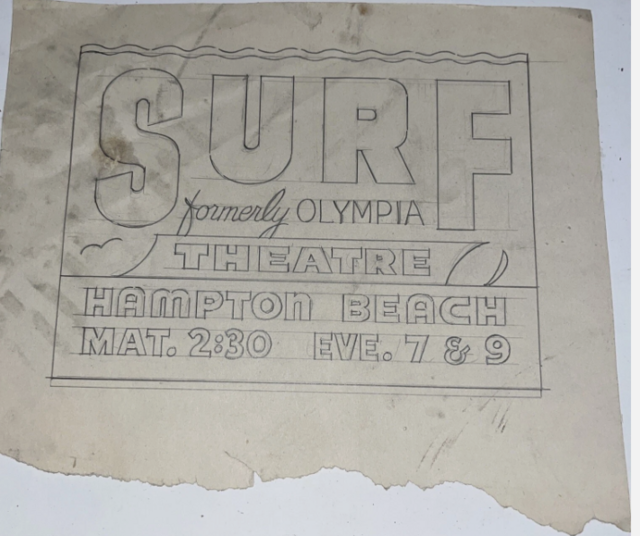 SURF
formerly OLYMPIA
THEATRE
HAMPTON BEACH
MAT. 2:30 EVE. 7 & 9